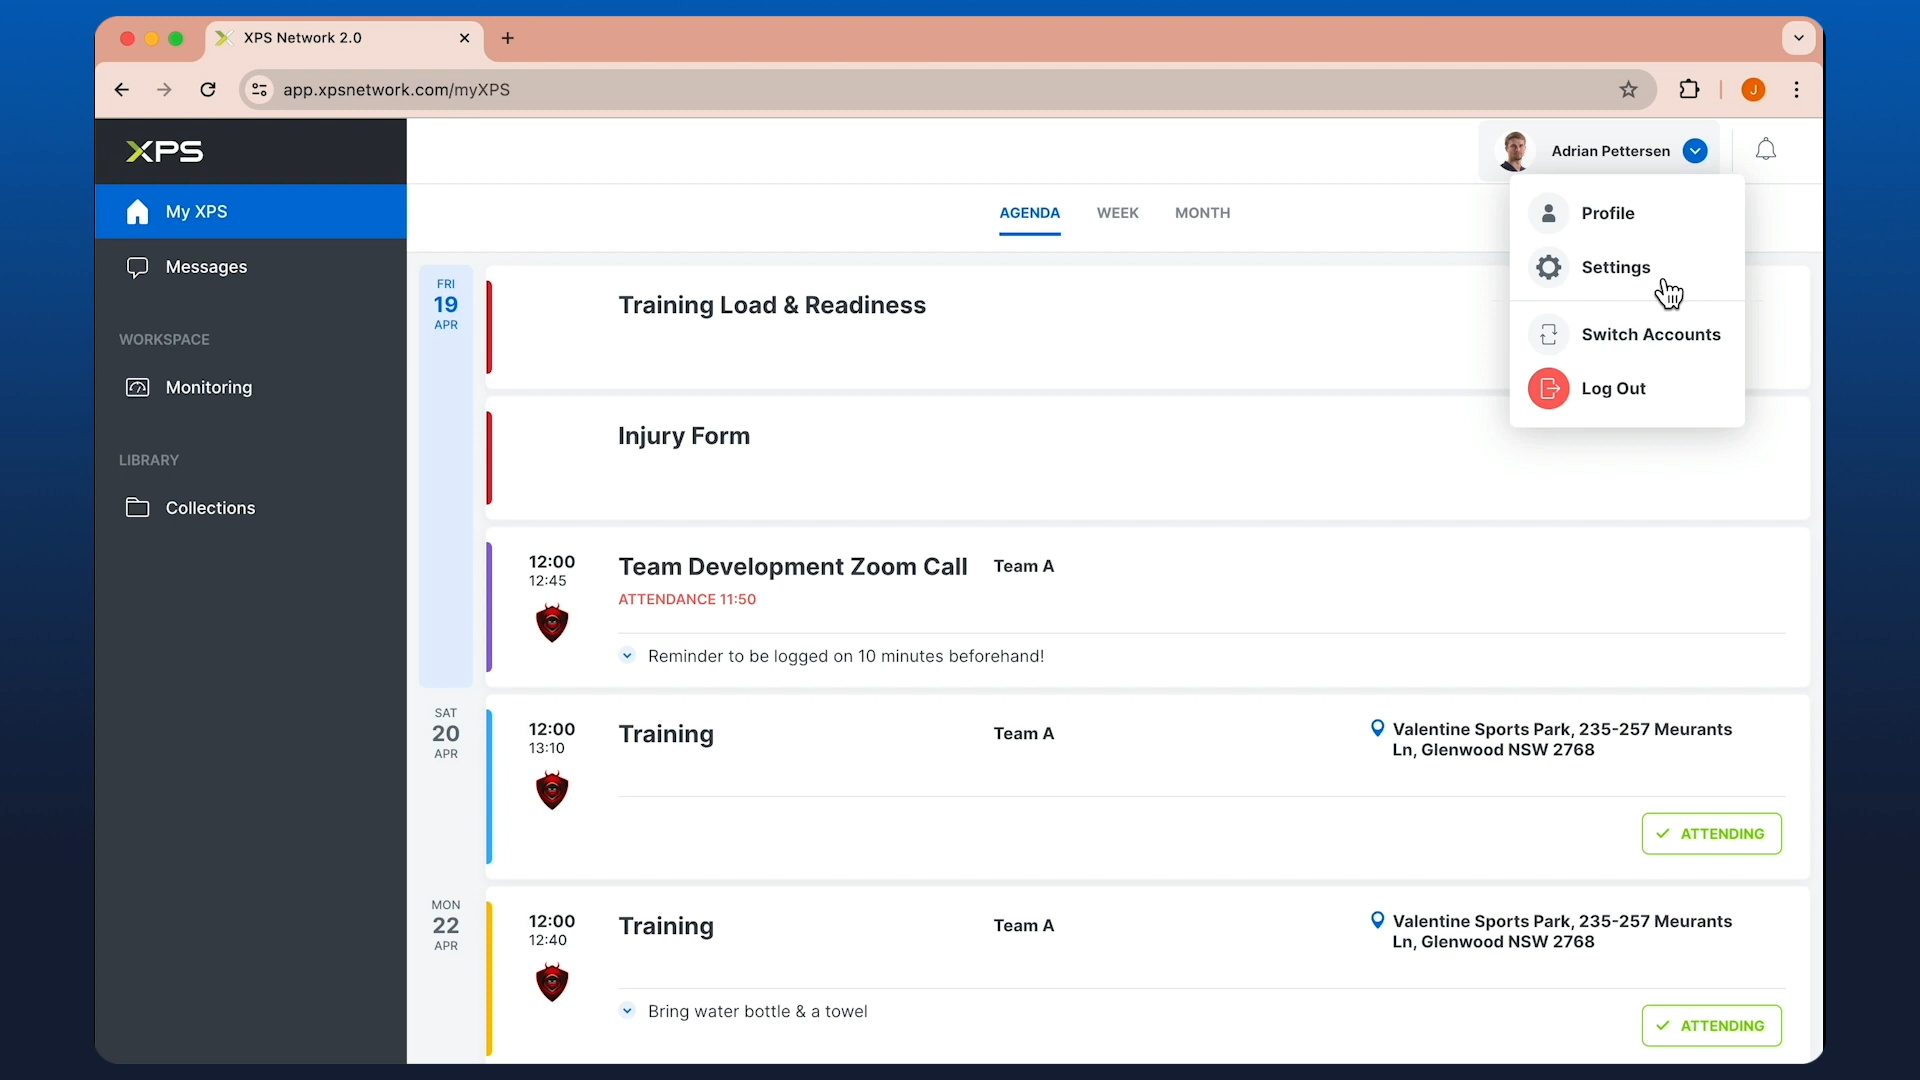 XPS Network 2.0
app.xpsnetwork.com/myXPS
J
XPS
Adrian Pettersen
My XPS
Messages
WORKSPACE
Monitoring
LIBRARY
Collections
AGENDA WEEK MONTH
Profile
Settings
Switch Accounts
Log Out
FRI
19
APR
Training Load & Readiness
Injury Form
12:00
12:45
Team Development Zoom Call Team A
ATTENDANCE 11:50
Reminder to be logged on 10 minutes beforehand!
SAT
20
APR
12:00
13:10
Training Team A
Valentine Sports Park, 235-257 Meurants
Ln, Glenwood NSW 2768
ATTENDING
MON
22
APR
12:00
12:40
Training Team A
Valentine Sports Park, 235-257 Meurants
Ln, Glenwood NSW 2768
Bring water bottle & a towel
ATTENDING